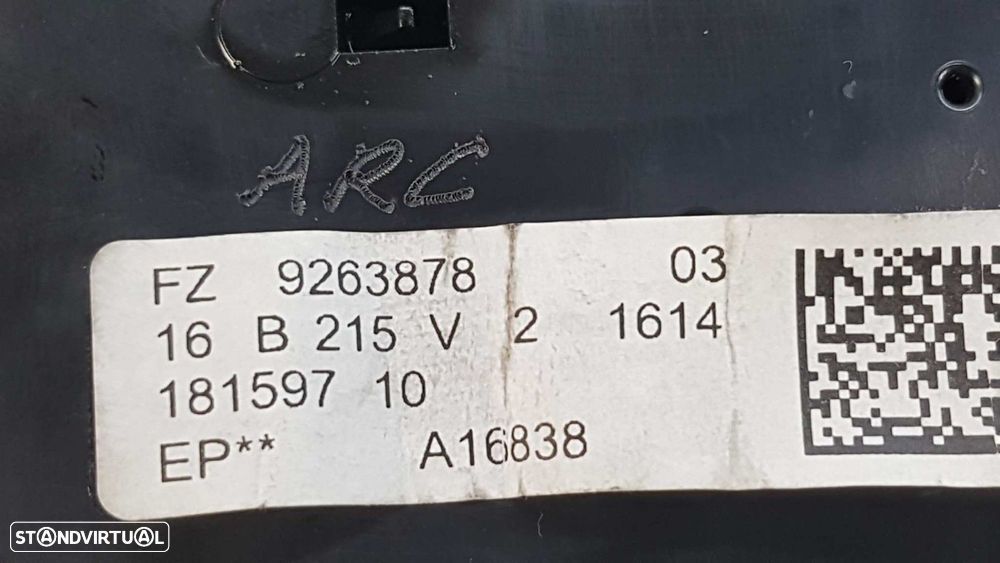 ARC
FZ 9263878 03
16 B 215 V 2 1614
181597 10
EP** A16838
STANDVIRTUAL